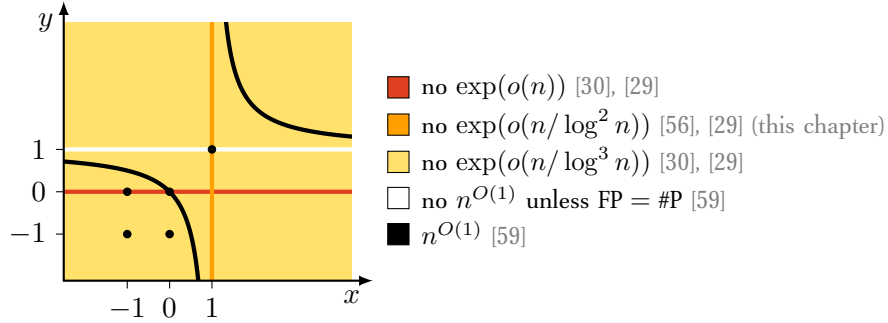 y
1
0
−1
−1 0 1 x
no exp(o(n)) [30], [29]
no exp(o(n/ log² n)) [56], [29] (this chapter)
no exp(o(n/ log³ n)) [30], [29]
no n^{O(1)} unless FP = #P [59]
n^{O(1)} [59]